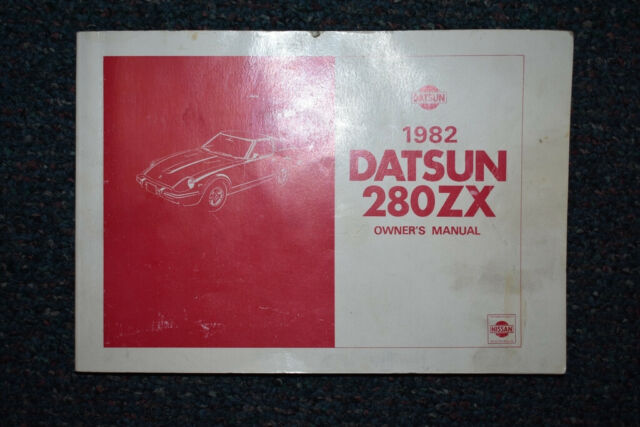 DATSUN
1982
DATSUN
280ZX
OWNER'S MANUAL
NISSAN